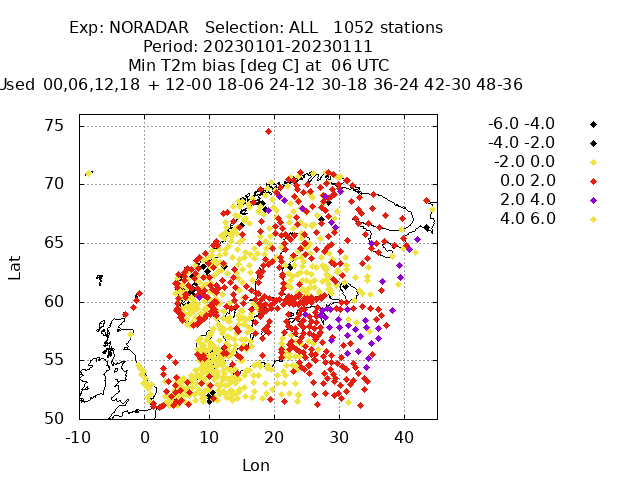 Exp: NORADAR   Selection: ALL   1052 stations
Period: 20230101-20230111
Min T2m bias [deg C] at  06 UTC
Used 00,06,12,18 + 12-00 18-06 24-12 30-18 36-24 42-30 48-36
-6.0 -4.0
-4.0 -2.0
-2.0 0.0
0.0 2.0
2.0 4.0
4.0 6.0
75
70
65
60
55
50
Lat
-10 0 10 20 30 40
Lon